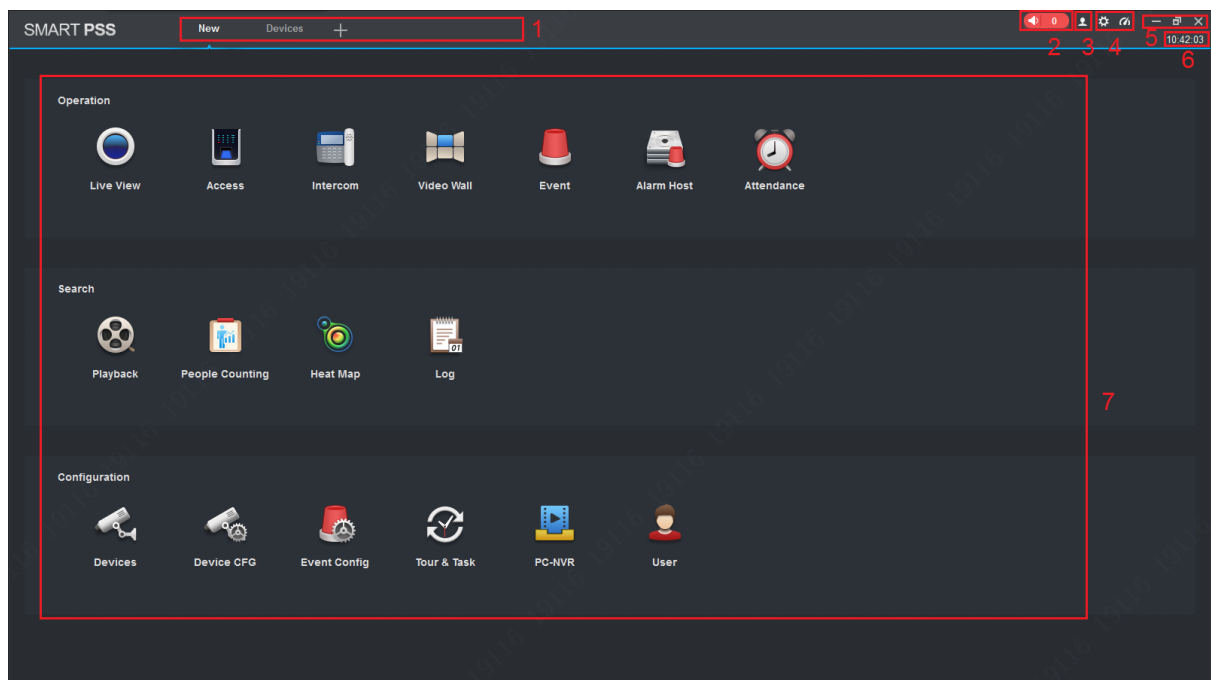 SMART PSS New Devices + 1 0
2 3 4 5 10:42:03
6
Operation
Live View Access Intercom Video Wall Event Alarm Host Attendance
Search
01
Playback People Counting Heat Map Log
7
Configuration
Devices Device CFG Event Config Tour & Task PC-NVR User